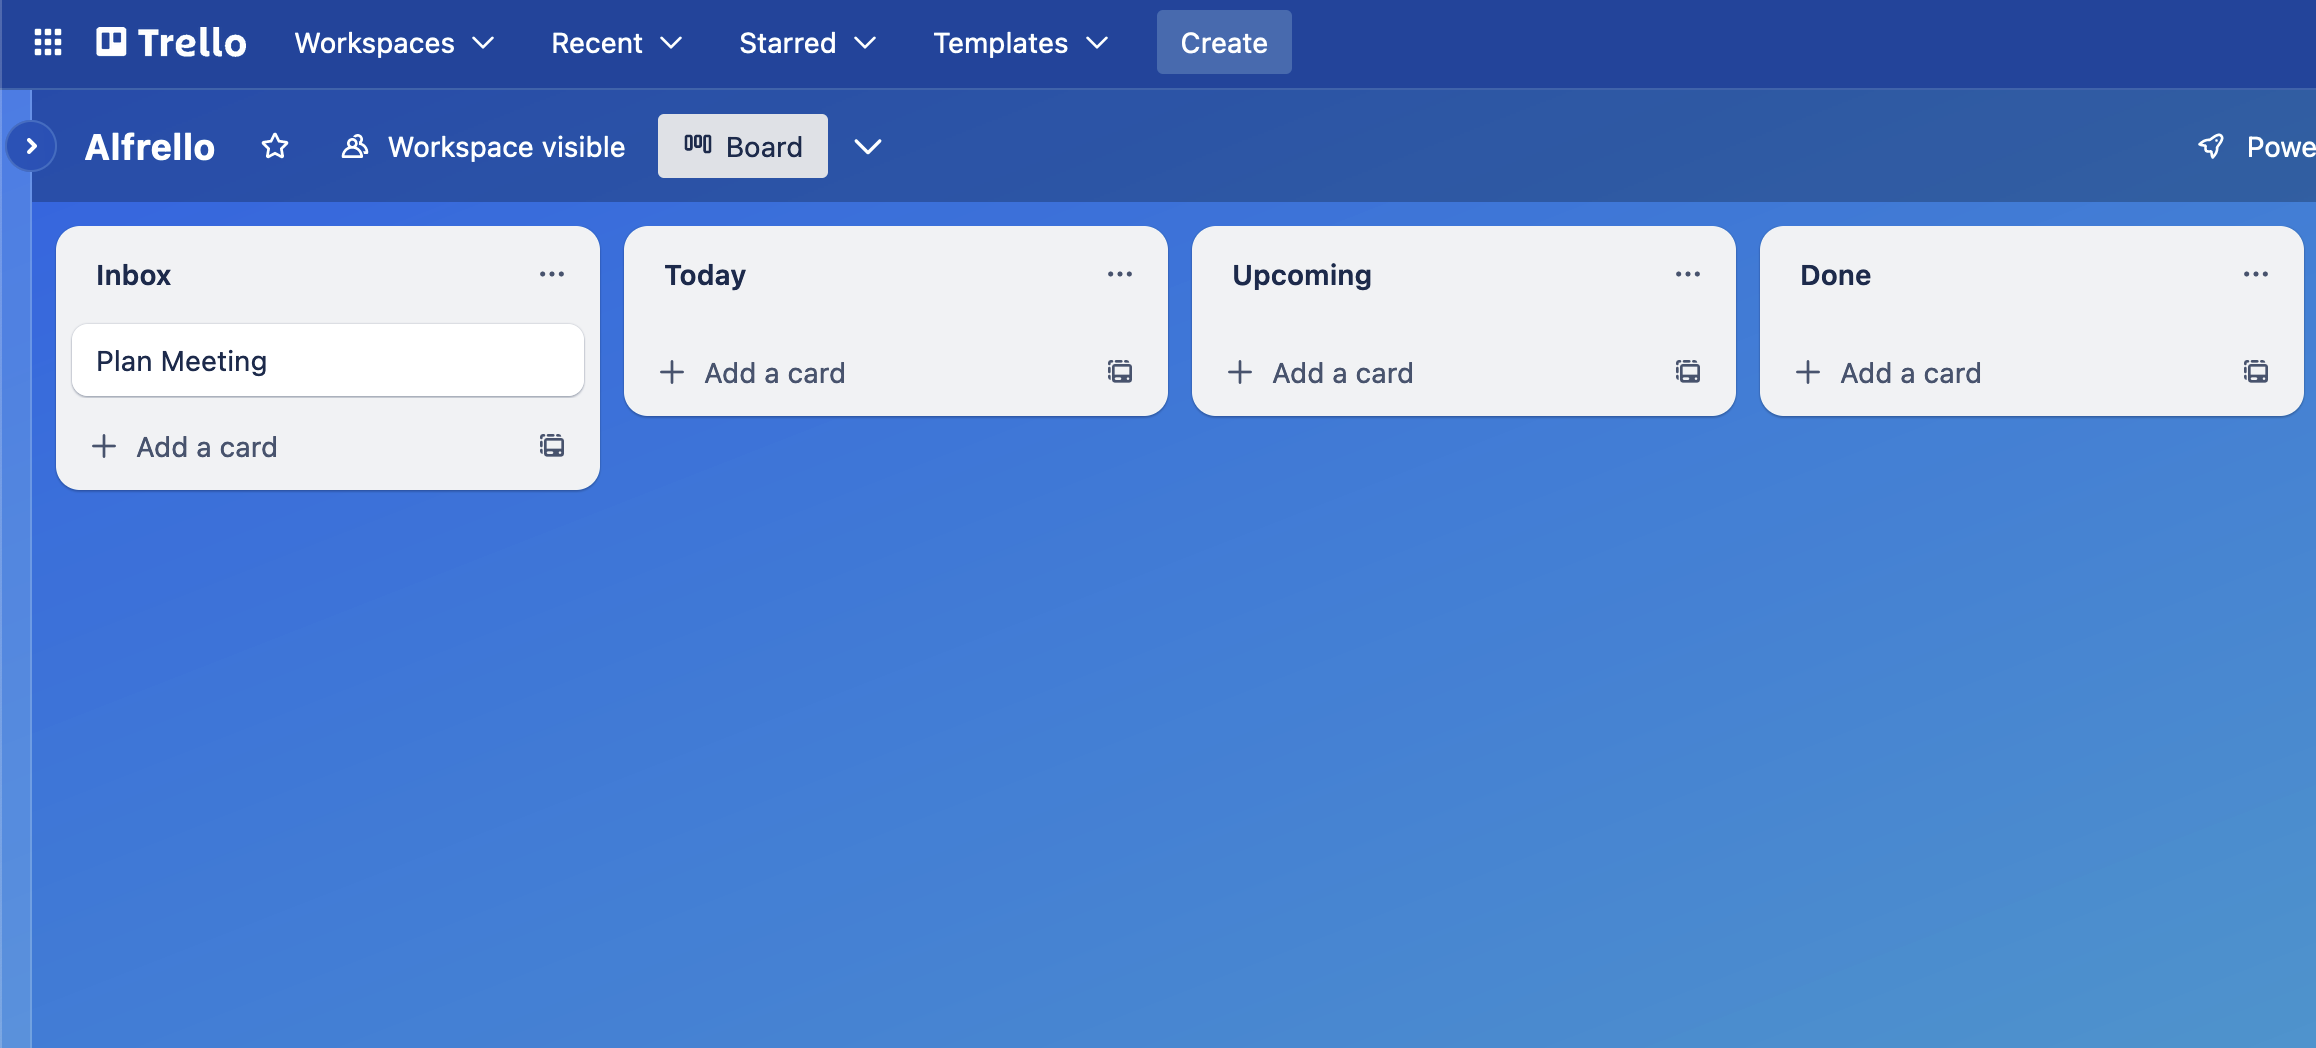 Trello Workspaces Recent Starred Templates Create
Alfrello Workspace visible Board Powe
Inbox
Plan Meeting
Add a card
Today
Add a card
Upcoming
Add a card
Done
Add a card